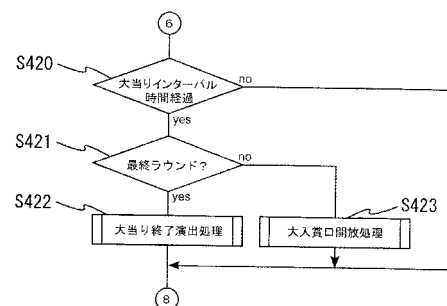 6
S420
大当りインターバル
時間経過
no
yes
S421
最終ラウンド?
no
yes
S422
大当り終了演出処理
S423
大入賞口開放処理
8